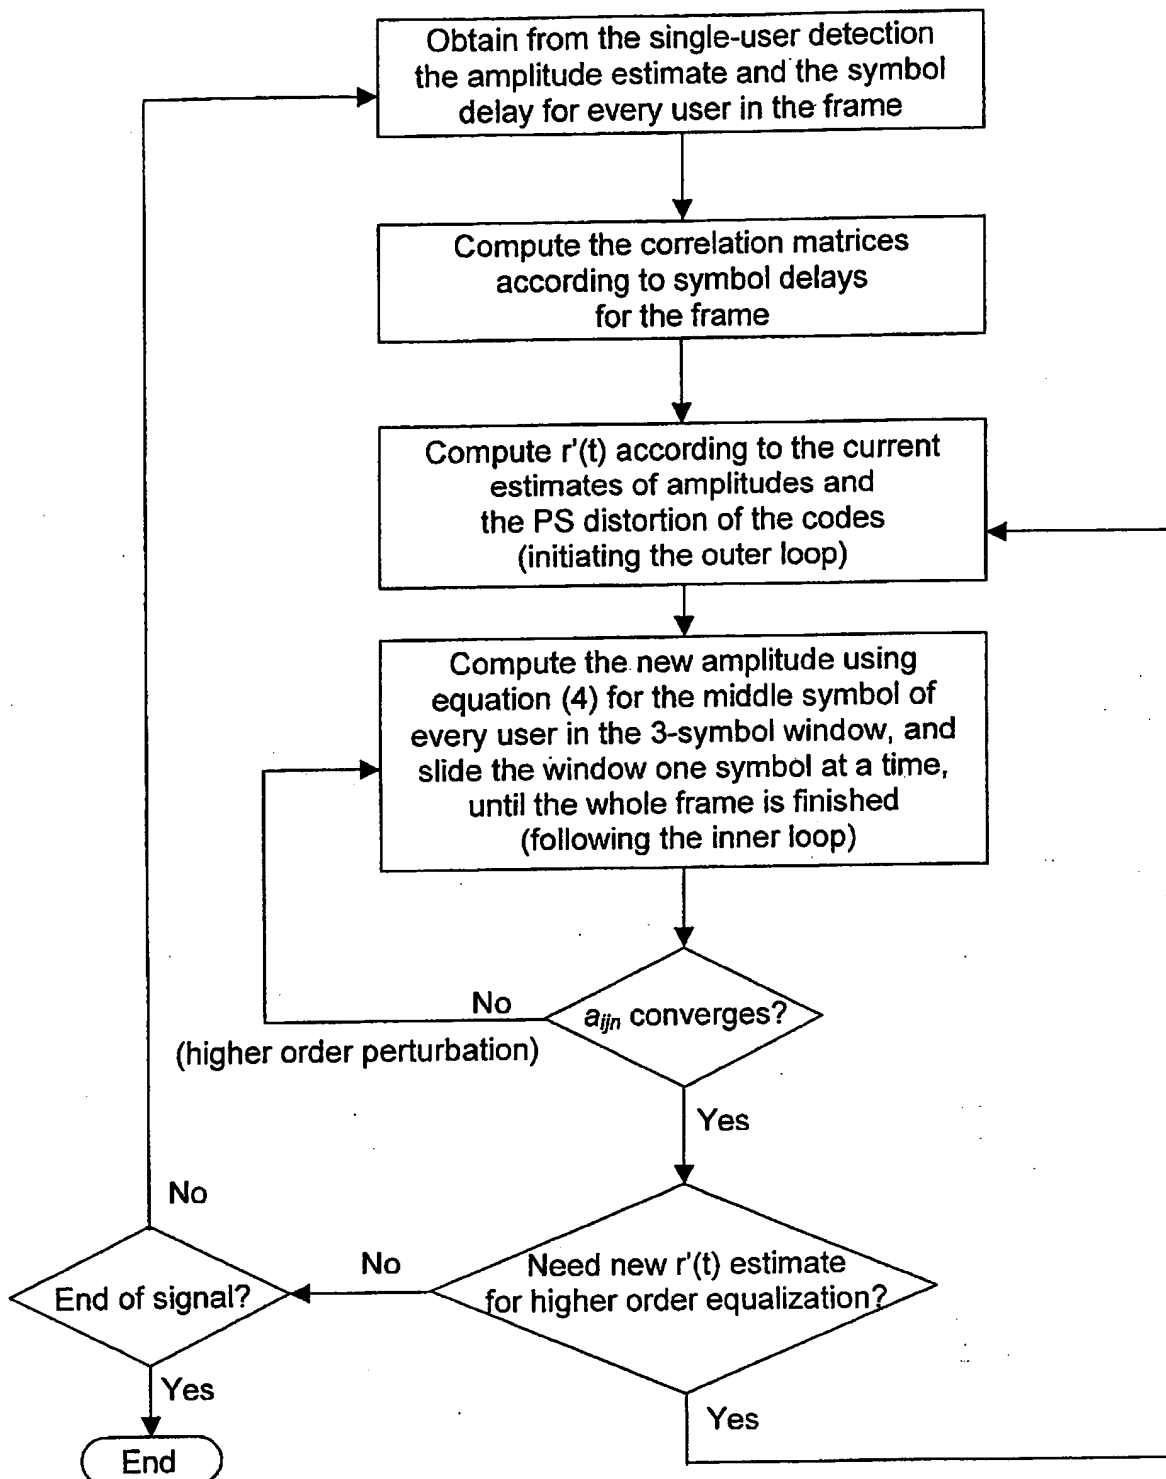 Obtain from the single-user detection
the amplitude estimate and the symbol
delay for every user in the frame
Compute the correlation matrices
according to symbol delays
for the frame
Compute r'(t) according to the current
estimates of amplitudes and
the PS distortion of the codes
(initiating the outer loop)
Compute the new amplitude using
equation (4) for the middle symbol of
every user in the 3-symbol window, and
slide the window one symbol at a time,
until the whole frame is finished
(following the inner loop)
No
aijn converges?
(higher order perturbation)
Yes
No
No
Need new r'(t) estimate
for higher order equalization?
End of signal?
Yes
Yes
End